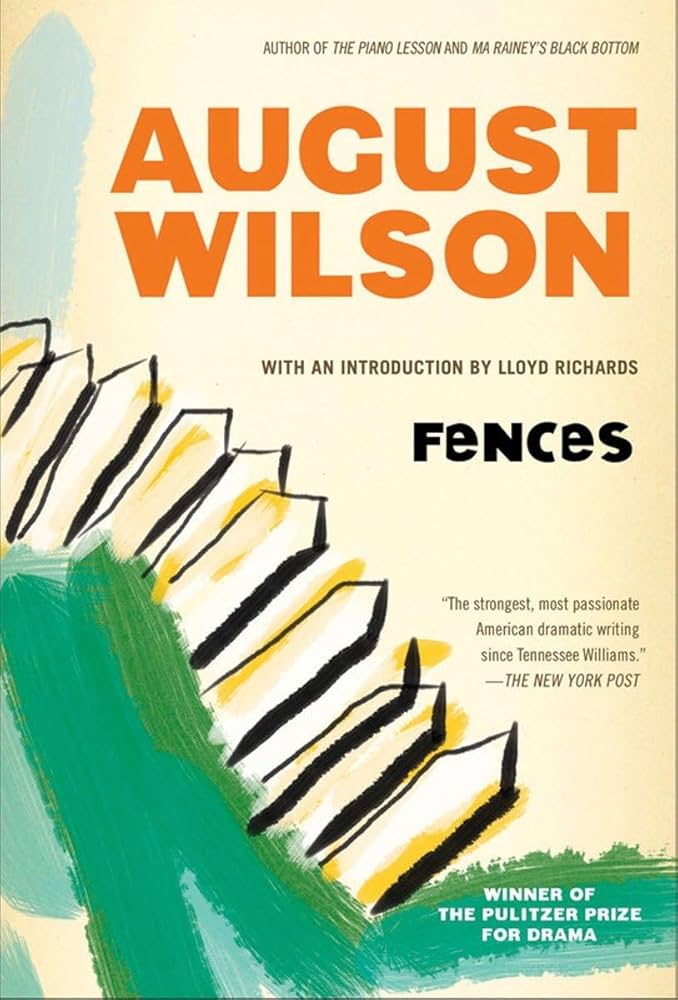 AUTHOR OF THE PIANO LESSON AND MA RAINEY'S BLACK BOTTOM
AUGUST
WILSON
WITH AN INTRODUCTION BY LLOYD RICHARDS
FeNCeS
“The strongest, most passionate
American dramatic writing
since Tennessee Williams.”
—THE NEW YORK POST
WINNER OF
THE PULITZER PRIZE
FOR DRAMA